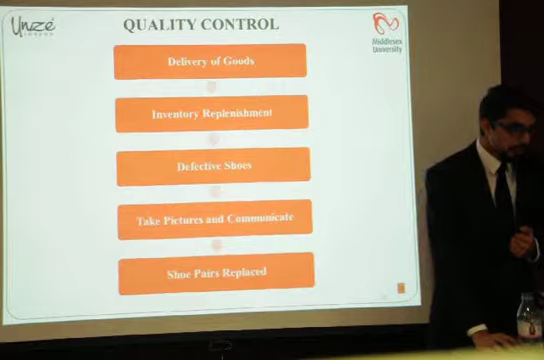 Unze
LONDON
QUALITY CONTROL
Middlesex
University
Delivery of Goods
Inventory Replenishment
Defective Shoes
Take Pictures and Communicate
Shoe Pairs Replaced